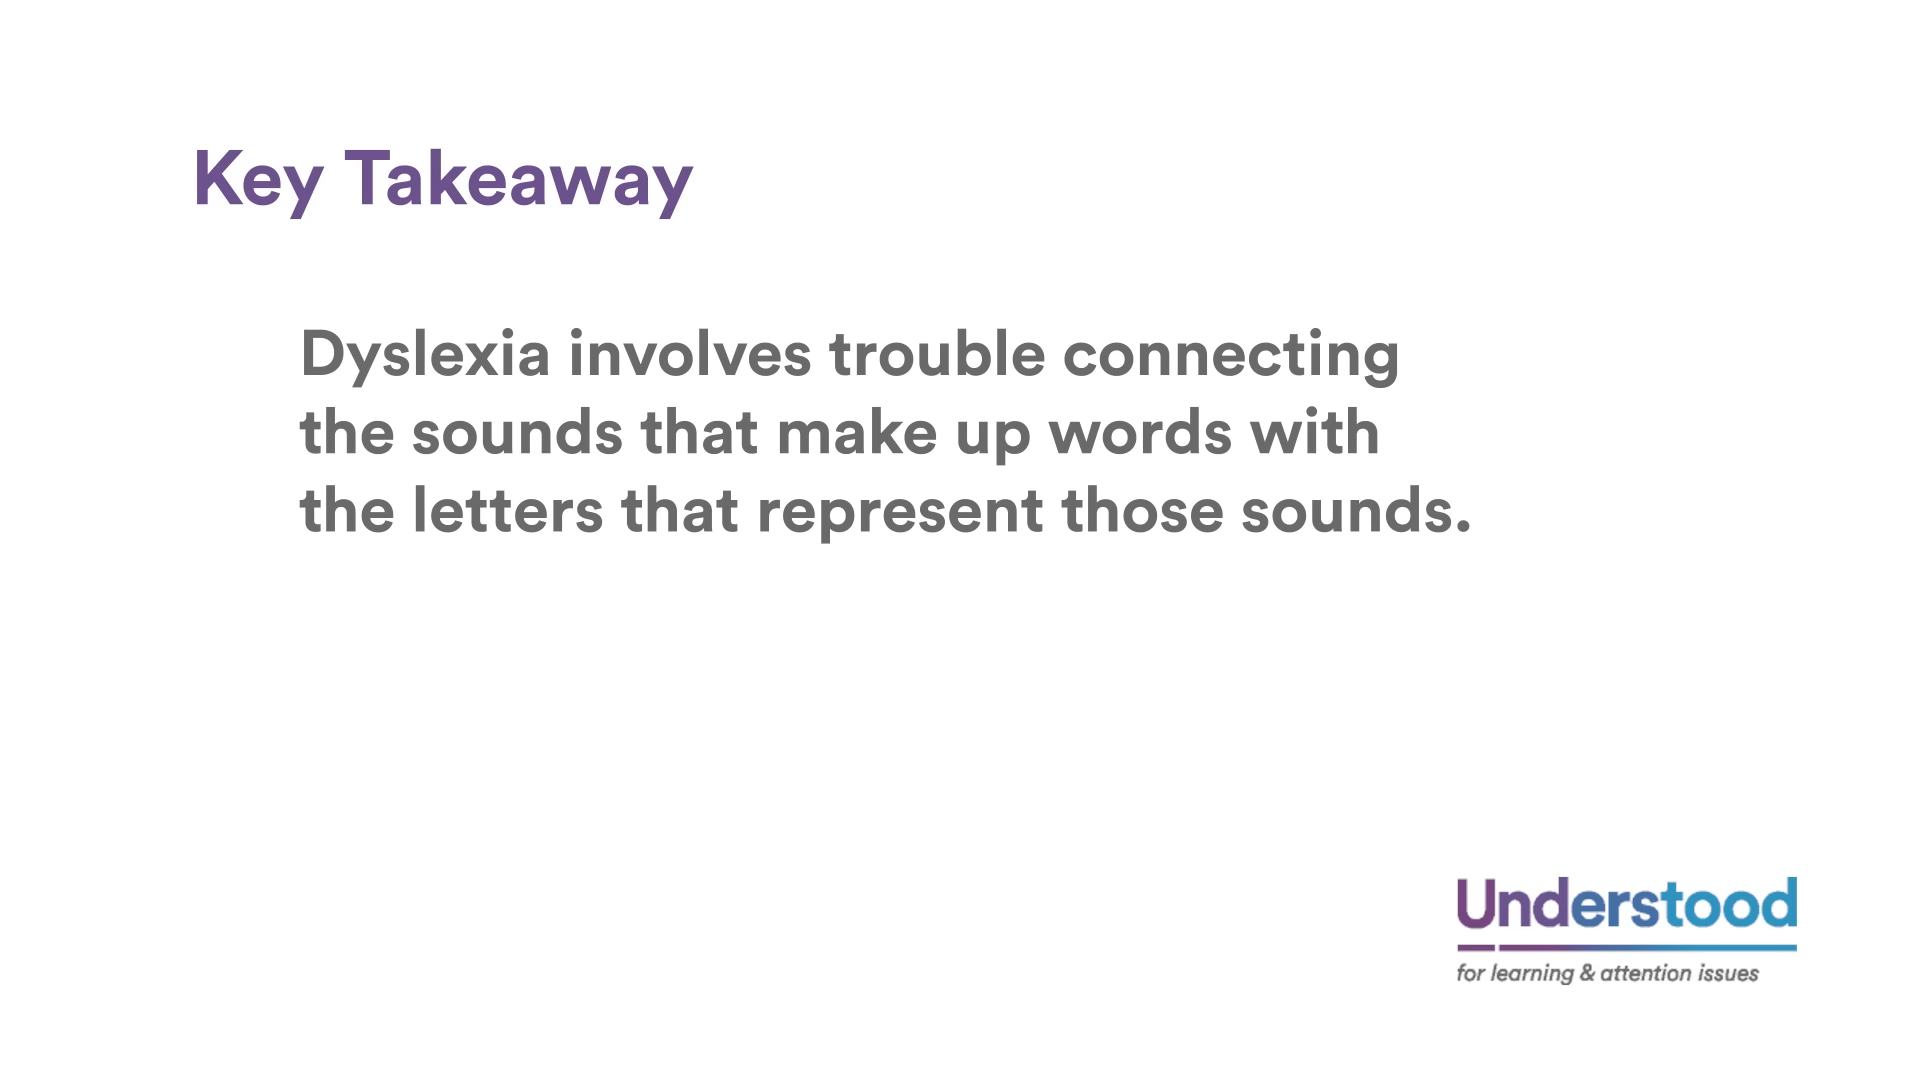 Key Takeaway
Dyslexia involves trouble connecting
the sounds that make up words with
the letters that represent those sounds.
Understood
for learning & attention issues